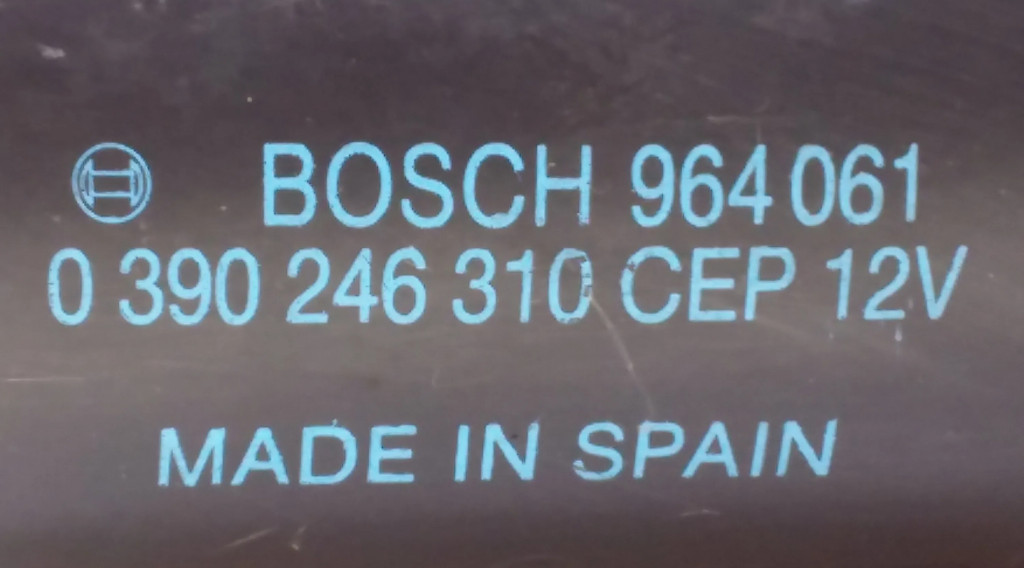 BOSCH 964 061
0 390 246 310 CEP 12V
MADE IN SPAIN